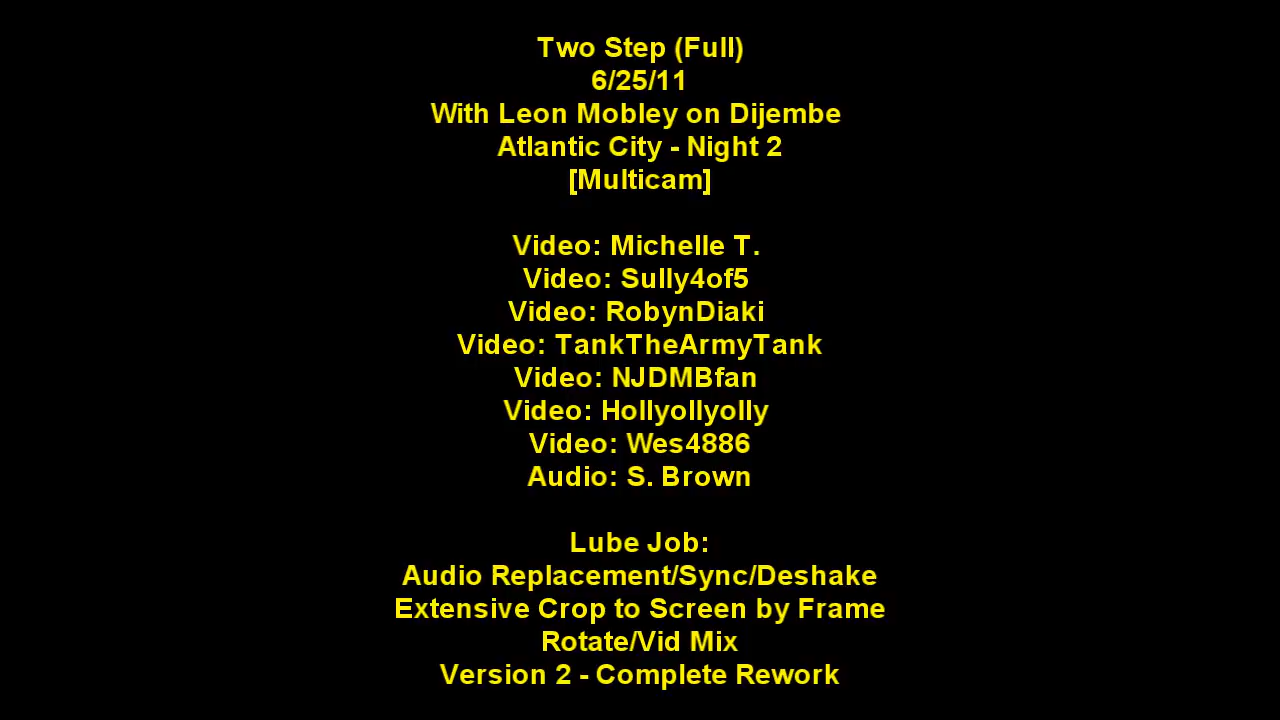 Two Step (Full)
6/25/11
With Leon Mobley on Dijembe
Atlantic City - Night 2
[Multicam]
Video: Michelle T.
Video: Sully4of5
Video: RobynDiaki
Video: TankTheArmyTank
Video: NJDMBfan
Video: Hollyollyolly
Video: Wes4886
Audio: S. Brown
Lube Job:
Audio Replacement/Sync/Deshake
Extensive Crop to Screen by Frame
Rotate/Vid Mix
Version 2 - Complete Rework